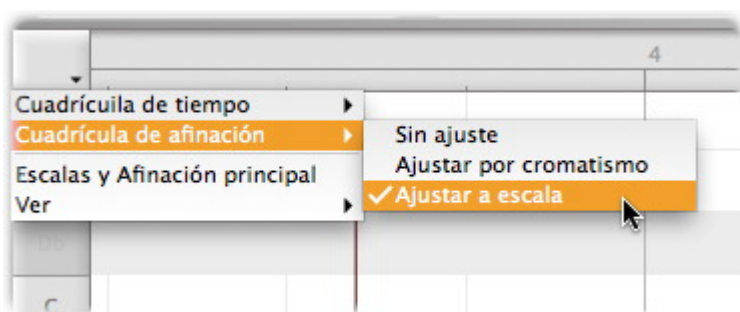 4
Cuadrícuila de tiempo
Cuadrícula de afinación
Sin ajuste
Ajustar por cromatismo
Ajustar a escala
Escalas y Afinación principal
Ver
Db
C